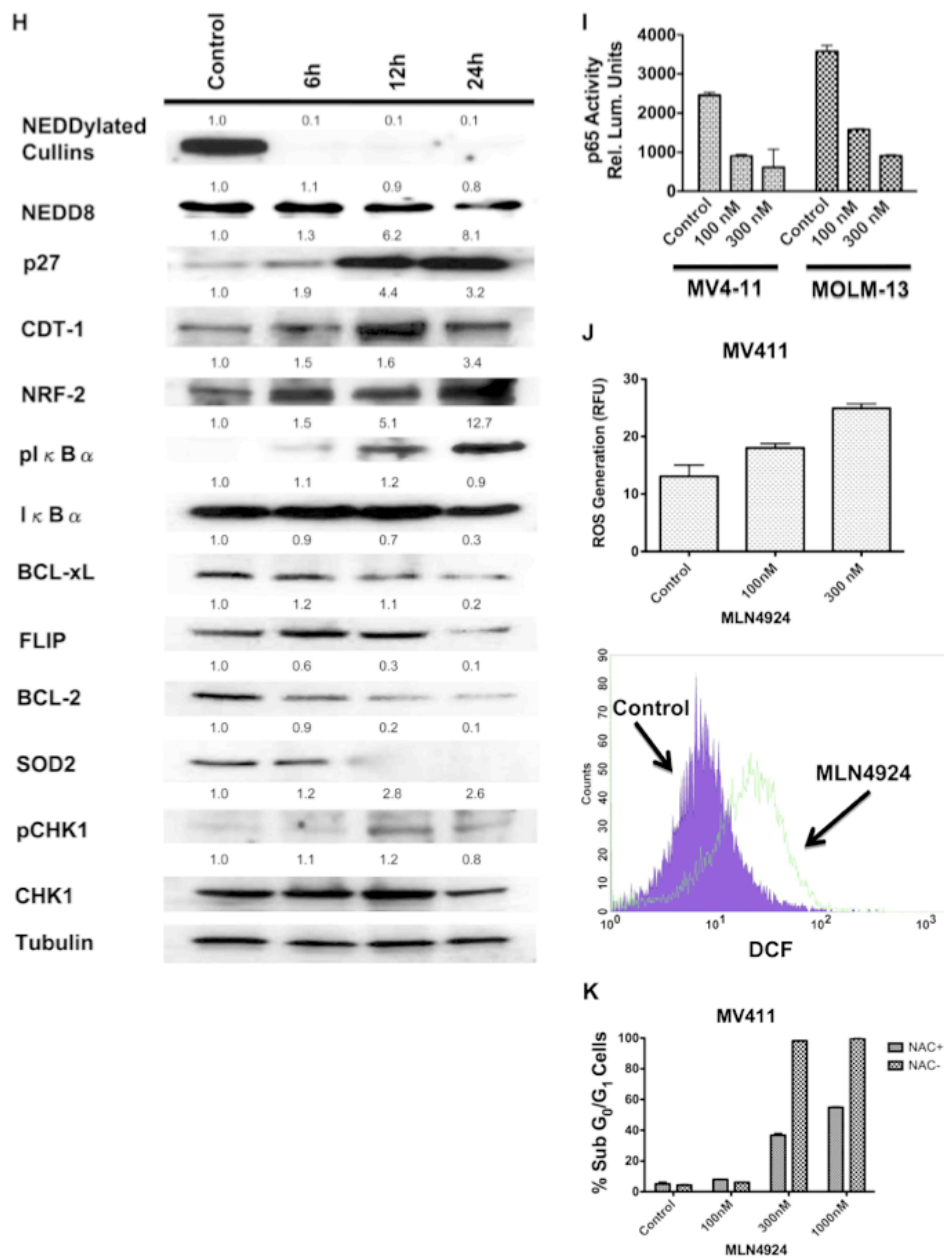 H
Control
6h
12h
24h
1.0 0.1 0.1 0.1
NEDDylated
Cullins
1.0 1.1 0.9 0.8
NEDD8
1.0 1.3 6.2 8.1
p27
1.0 1.9 4.4 3.2
CDT-1
1.0 1.5 1.6 3.4
NRF-2
1.0 1.5 5.1 12.7
pI κ B α
1.0 1.1 1.2 0.9
I κ B α
1.0 0.9 0.7 0.3
BCL-xL
1.0 1.2 1.1 0.2
FLIP
1.0 0.6 0.3 0.1
BCL-2
1.0 0.9 0.2 0.1
SOD2
1.0 1.2 2.8 2.6
pCHK1
1.0 1.1 1.2 0.8
CHK1
Tubulin
I
p65 Activity
Rel. Lum. Units
4000
3000
2000
1000
0
Control
100 nM
300 nM
Control
100 nM
300 nM
MV4-11
MOLM-13
J
MV411
ROS Generation (RFU)
30
20
10
0
Control
100nM
300 nM
MLN4924
Counts
90
80
70
60
50
40
30
20
10
0
Control
MLN4924
10⁰ 10¹ 10² 10³
DCF
K
MV411
% Sub G₀/G₁ Cells
100
80
60
40
20
0
NAC+
NAC-
Control
100nM
300nM
1000nM
MLN4924